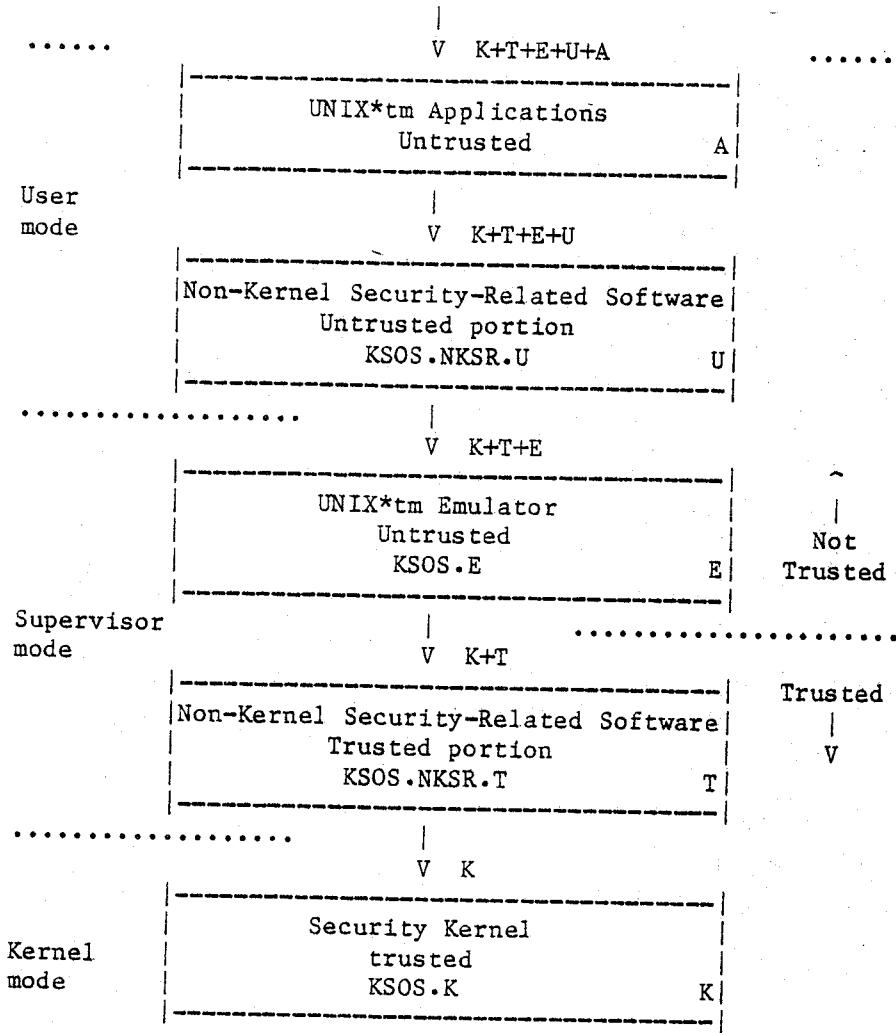 V K+T+E+U+A
UNIX*tm Applications
Untrusted A
User
mode
V K+T+E+U
Non-Kernel Security-Related Software
Untrusted portion
KSOS.NKSR.U U
V K+T+E
UNIX*tm Emulator
Untrusted
KSOS.E E
Not
Trusted
Supervisor
mode
V K+T
Trusted
Non-Kernel Security-Related Software
Trusted portion
V
KSOS.NKSR.T T
V K
Security Kernel
trusted
KSOS.K K
Kernel
mode